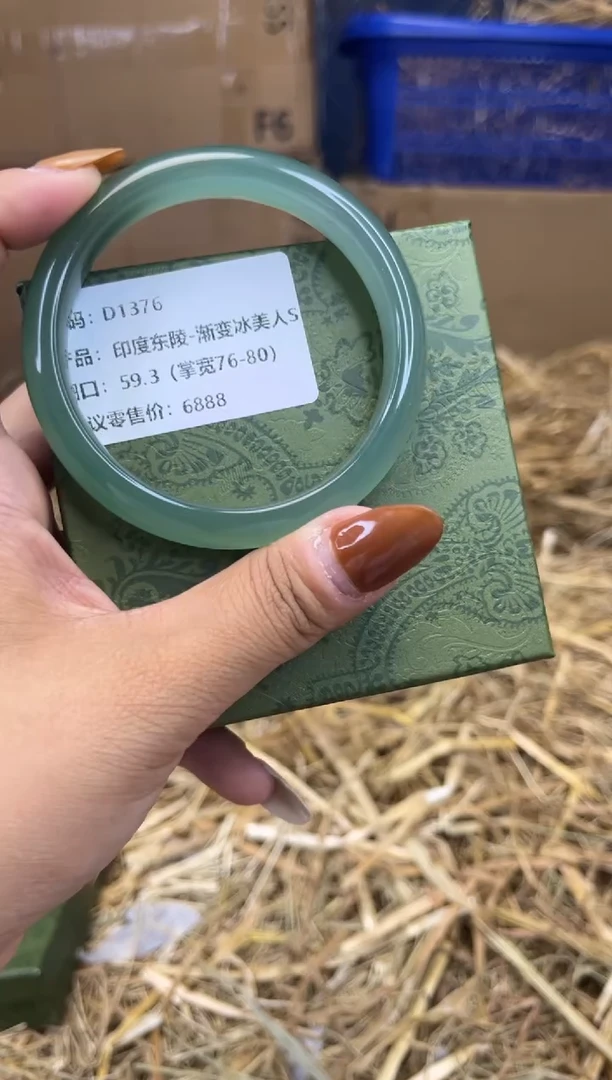 F6
码：D1376
品：印度东陵-渐变冰美人S
口：59.3（掌宽76-80）
议零售价：6888